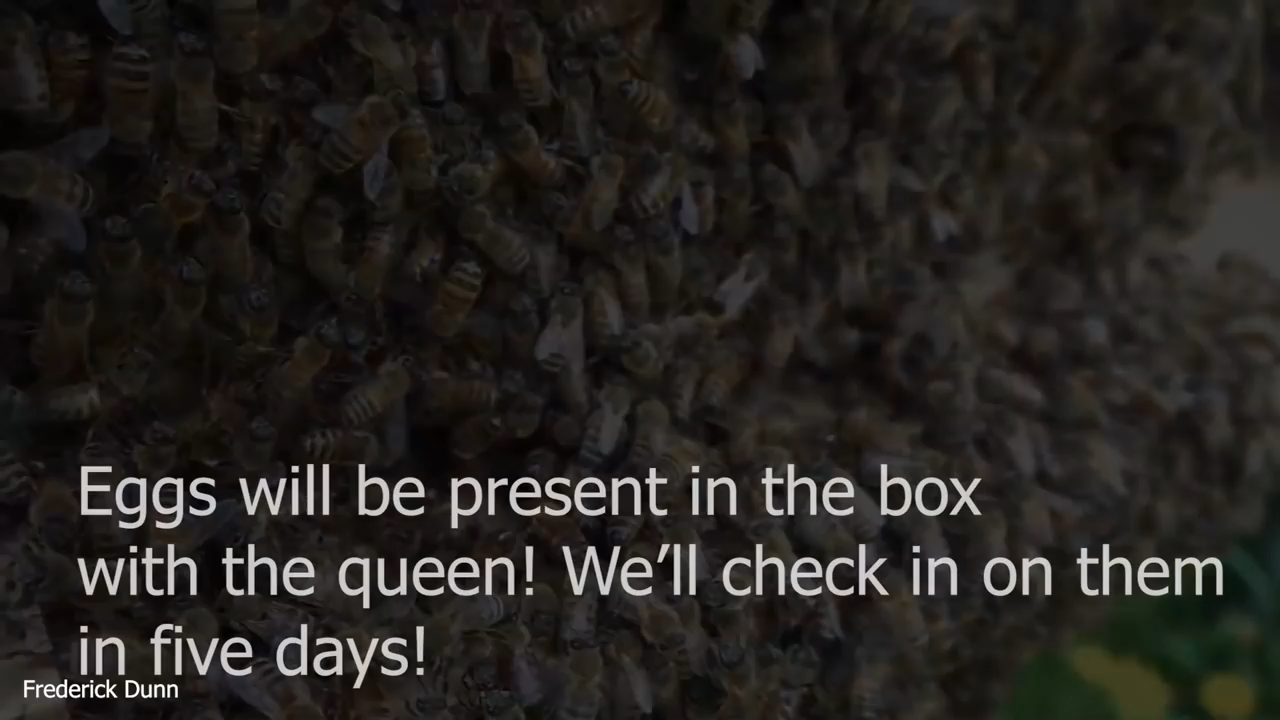 Eggs will be present in the box
with the queen! We’ll check in on them
in five days!
Frederick Dunn